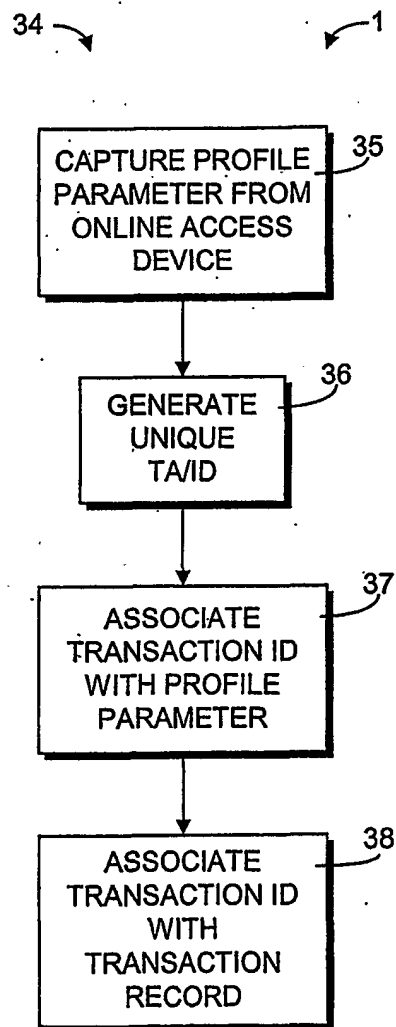 34
1
35
CAPTURE PROFILE
PARAMETER FROM
ONLINE ACCESS
DEVICE
36
GENERATE
UNIQUE
TA/ID
37
ASSOCIATE
TRANSACTION ID
WITH PROFILE
PARAMETER
38
ASSOCIATE
TRANSACTION ID
WITH
TRANSACTION
RECORD